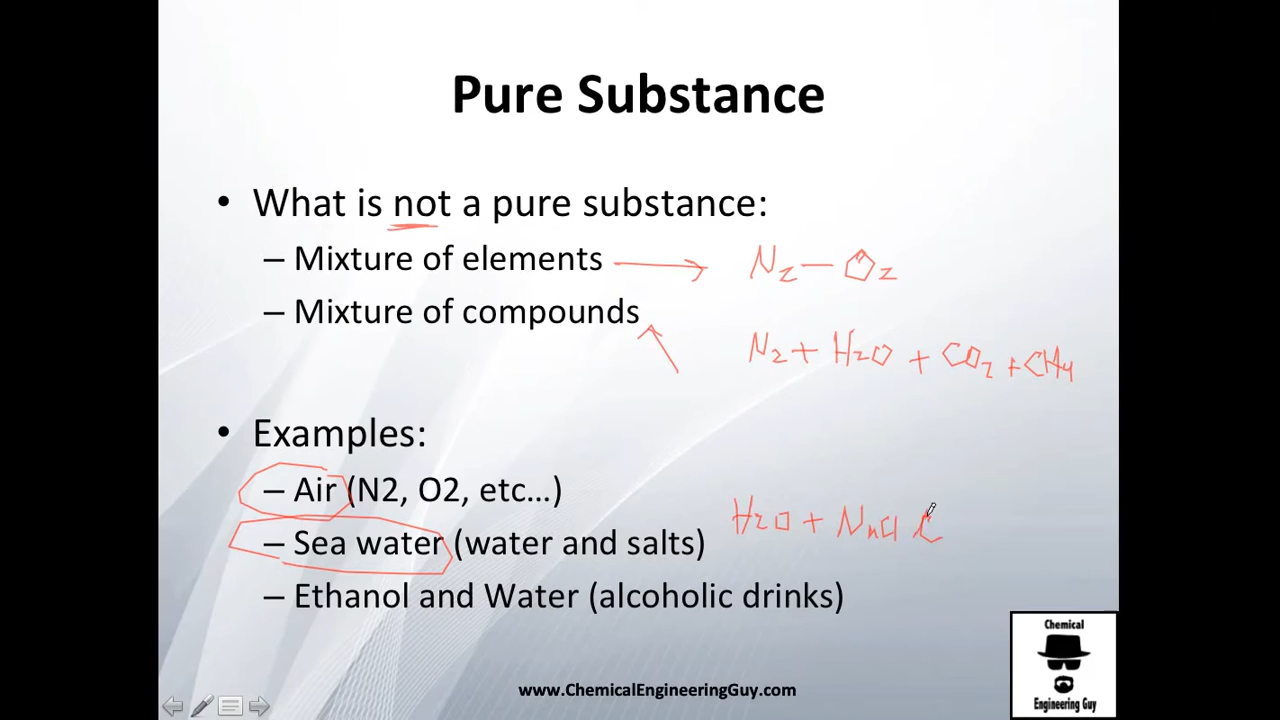 Pure Substance
• What is not a pure substance:
– Mixture of elements → N2 — O2
– Mixture of compounds
N2 + H2O + CO2 + CH4
• Examples:
– Air (N2, O2, etc…)
H2O +
– Sea water (water and salts)
– Ethanol and Water (alcoholic drinks)
Chemical
Engineering Guy
www.ChemicalEngineeringGuy.com